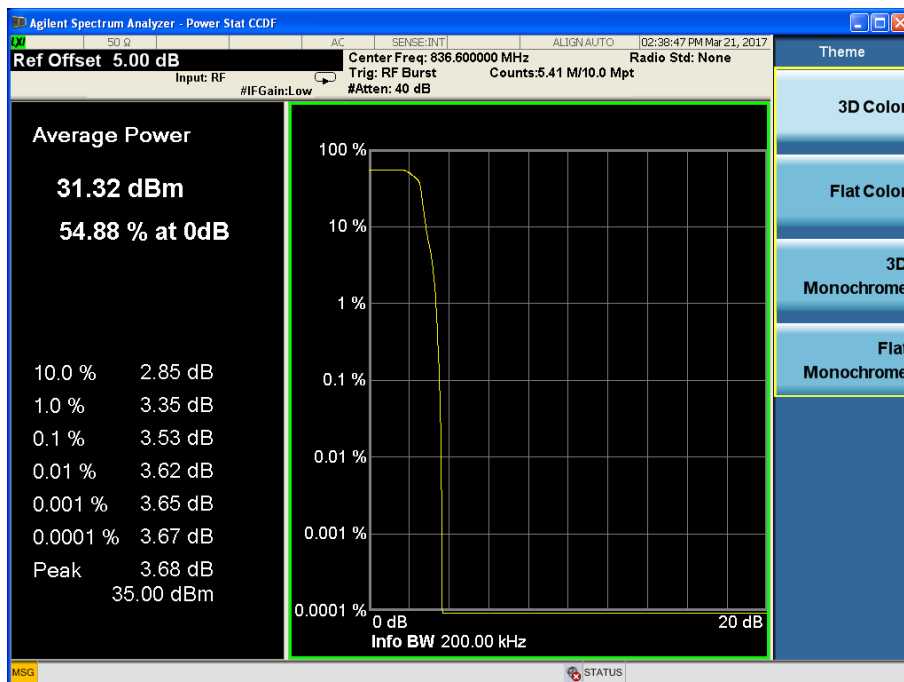 Agilent Spectrum Analyzer - Power Stat CCDF
LXI 50 Ω AC SENSE:INT ALIGN AUTO 02:38:47 PM Mar 21, 2017
Ref Offset 5.00 dB
Input: RF
#IFGain:Low
Center Freq: 836.600000 MHz
Trig: RF Burst
#Atten: 40 dB
Counts:5.41 M/10.0 Mpt
Radio Std: None
Average Power
31.32 dBm
54.88 % at 0dB
10.0 % 2.85 dB
1.0 % 3.35 dB
0.1 % 3.53 dB
0.01 % 3.62 dB
0.001 % 3.65 dB
0.0001 % 3.67 dB
Peak 3.68 dB
35.00 dBm
100 %
10 %
1 %
0.1 %
0.01 %
0.001 %
0.0001 %
0 dB 20 dB
Info BW 200.00 kHz
Theme
3D Color
Flat Color
3D
Monochrome
Flat
Monochrome
MSG STATUS